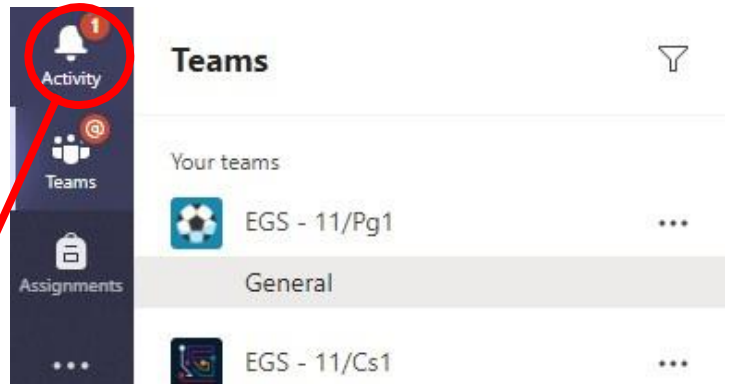 1
Activity
Teams
@
Teams
Your teams
EGS - 11/Pg1
Assignments
General
EGS - 11/Cs1